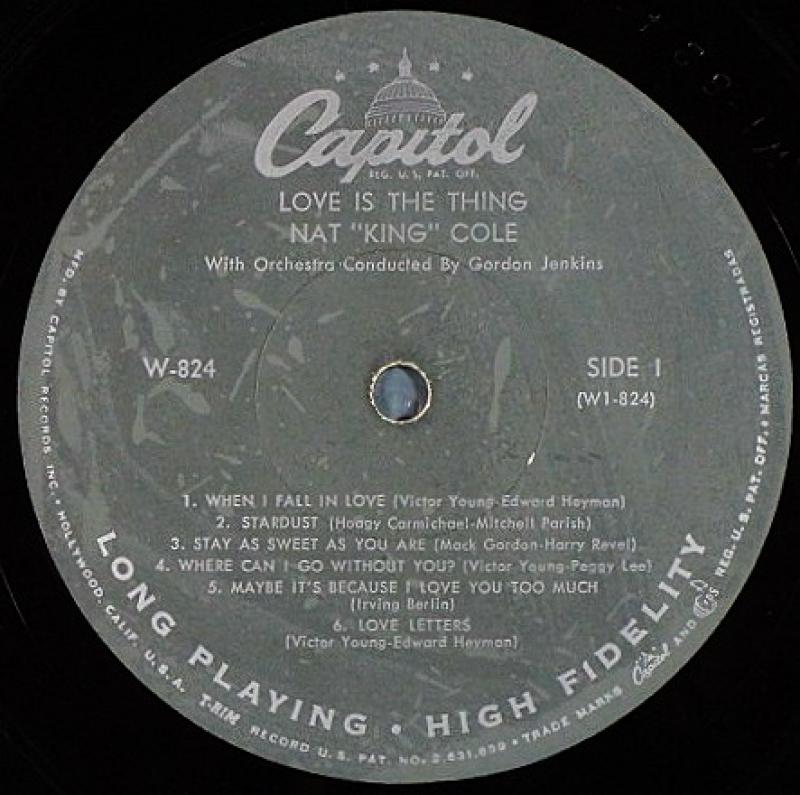 Capitol
REG. U. S. PAT. OFF.
LOVE IS THE THING
NAT "KING" COLE
With Orchestra Conducted By Gordon Jenkins
W-824
SIDE 1
(W1-824)
1. WHEN I FALL IN LOVE (Victor Young-Edward Heyman)
2. STARDUST (Hoagy Carmichael-Mitchell Parish)
3. STAY AS SWEET AS YOU ARE (Mack Gordon-Harry Revel)
4. WHERE CAN I GO WITHOUT YOU? (Victor Young-Peggy Lee)
5. MAYBE IT'S BECAUSE I LOVE YOU TOO MUCH
(Irving Berlin)
6. LOVE LETTERS
(Victor Young-Edward Heyman)
LONG PLAYING • HIGH FIDELITY
MFD. BY CAPITOL RECORDS INC. • HOLLYWOOD, CALIF. U. S. A. T-RIM RECORD U. S. PAT. NO. 2,631,859 • TRADE MARKS Capitol AND REG. U. S. PAT. OFF. • MARCAS REGISTRADAS